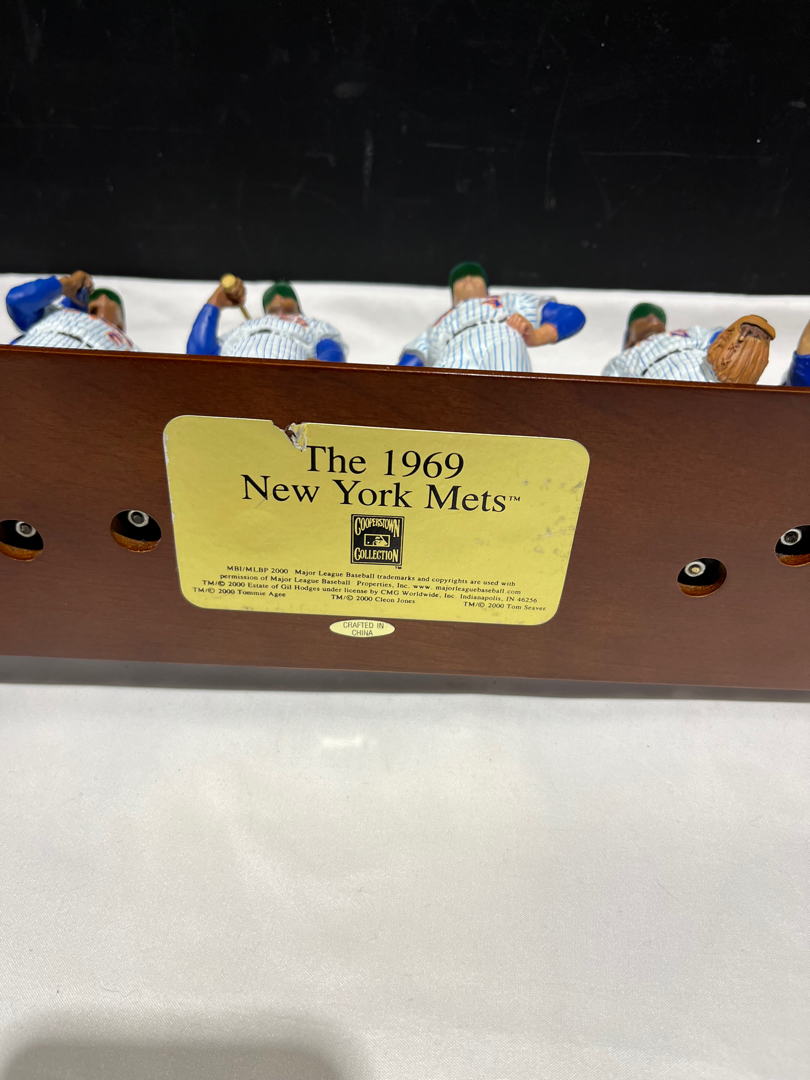 The 1969
New York Mets™
COOPERSTOWN
COLLECTION™
MBI/MLBP 2000 Major League Baseball trademarks and copyrights are used with
permission of Major League Baseball Properties, Inc. www. majorleaguebaseball.com
TM/© 2000 Estate of Gil Hodges under license by CMG Worldwide, Inc. Indianapolis, IN 46256
TM/© 2000 Tommie Agee TM/© 2000 Cleon Jones TM/© 2000 Tom Seaver
CRAFTED IN
CHINA